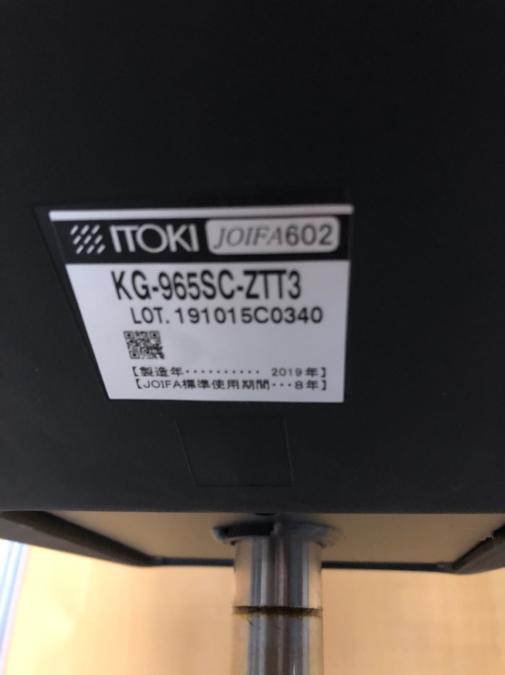 ITOKI JOIFA602
KG-965SC-ZTT3
LOT. 191015C0340
【製造年・・・・・・・・・・ 2019年】
【JOIFA標準使用期間・・・8年】